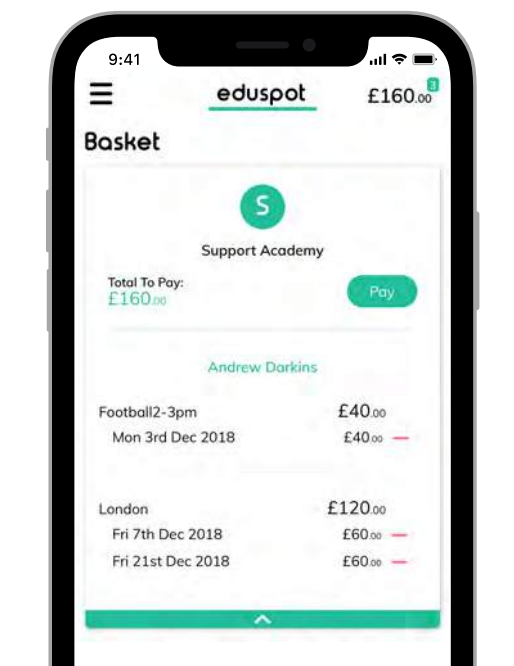 9:41
eduspot £160.00 3
Basket
S
Support Academy
Total To Pay:
£160.00
Pay
Andrew Darkins
Football2-3pm £40.00
Mon 3rd Dec 2018 £40.00
London £120.00
Fri 7th Dec 2018 £60.00
Fri 21st Dec 2018 £60.00